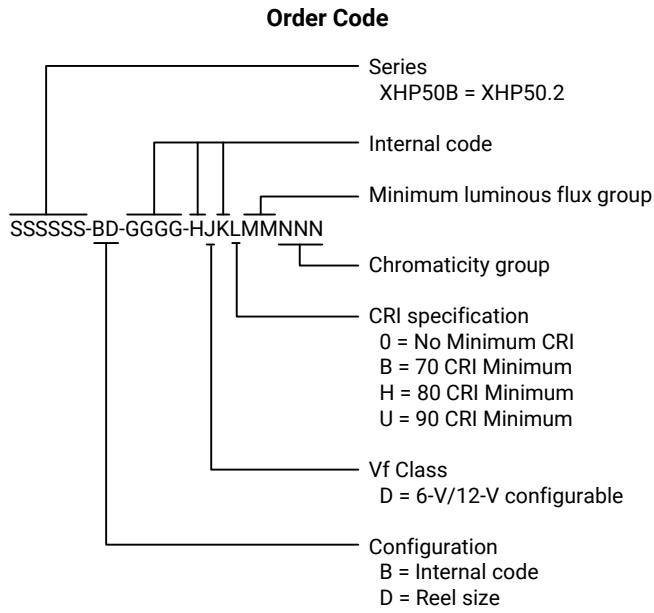 Order Code
Series
XHP50B = XHP50.2
Internal code
Minimum luminous flux group
SSSSSS-BD-GGGG-HJKLMMNNN
Chromaticity group
CRI specification
0 = No Minimum CRI
B = 70 CRI Minimum
H = 80 CRI Minimum
U = 90 CRI Minimum
Vf Class
D = 6-V/12-V configurable
Configuration
B = Internal code
D = Reel size